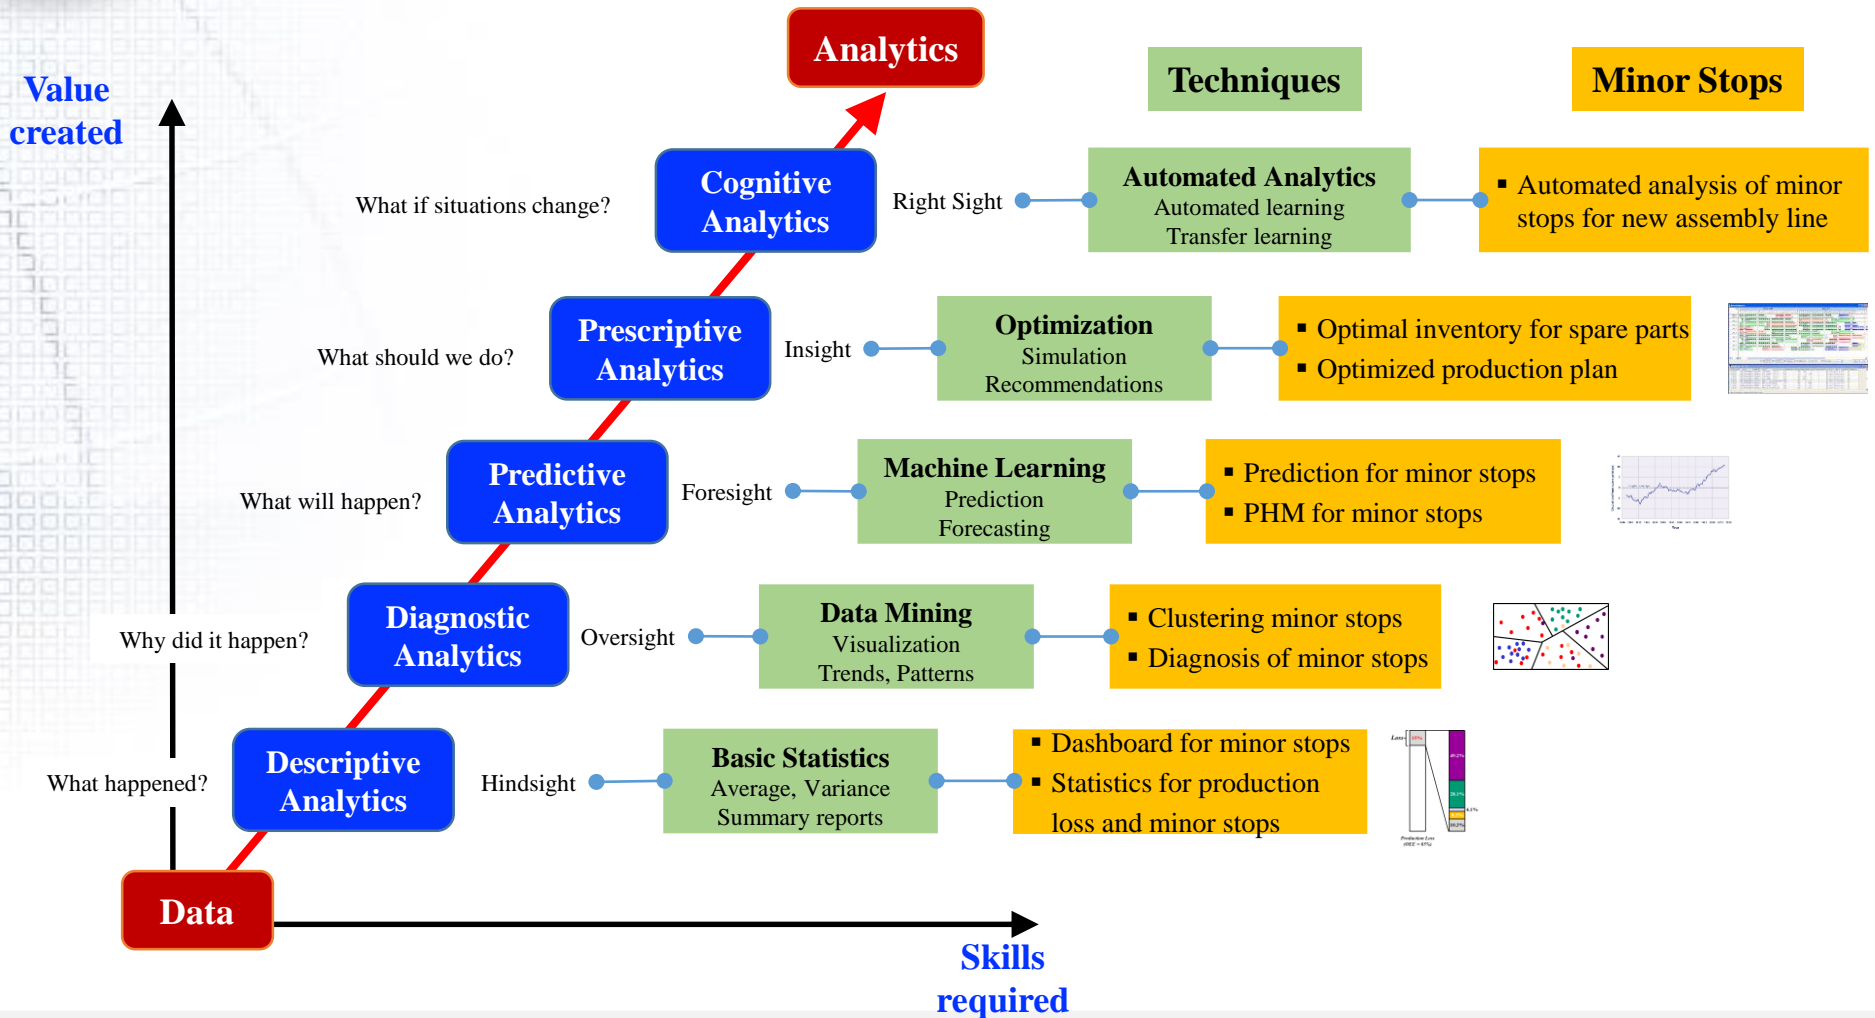 Analytics
Techniques
Minor Stops
Value
created
What if situations change?
Cognitive
Analytics
Right Sight
Automated Analytics
Automated learning
Transfer learning
▪ Automated analysis of minor
stops for new assembly line
What should we do?
Prescriptive
Analytics
Insight
Optimization
Simulation
Recommendations
▪ Optimal inventory for spare parts
▪ Optimized production plan
What will happen?
Predictive
Analytics
Foresight
Machine Learning
Prediction
Forecasting
▪ Prediction for minor stops
▪ PHM for minor stops
Why did it happen?
Diagnostic
Analytics
Oversight
Data Mining
Visualization
Trends, Patterns
▪ Clustering minor stops
▪ Diagnosis of minor stops
What happened?
Descriptive
Analytics
Hindsight
Basic Statistics
Average, Variance
Summary reports
▪ Dashboard for minor stops
▪ Statistics for production
loss and minor stops
Loss
Production Loss
Data
Skills
required